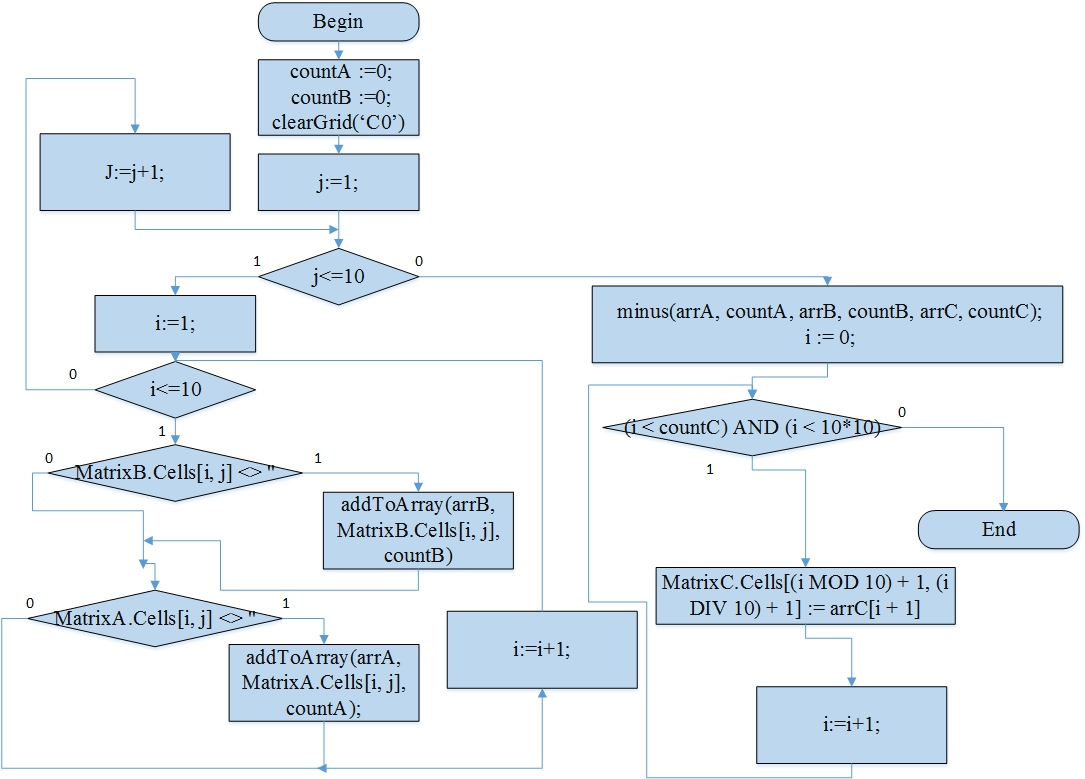 Begin
countA :=0;
countB :=0;
clearGrid(‘C0’)
J:=j+1;
j:=1;
1
j<=10
0
i:=1;
minus(arrA, countA, arrB, countB, arrC, countC);
i := 0;
0
i<=10
1
(i < countC) AND (i < 10*10)
0
1
0
MatrixB.Cells[i, j] <> "
1
addToArray(arrB,
MatrixB.Cells[i, j],
countB)
End
MatrixC.Cells[(i MOD 10) + 1, (i
DIV 10) + 1] := arrC[i + 1]
0
MatrixA.Cells[i, j] <> "
1
addToArray(arrA,
MatrixA.Cells[i, j],
countA);
i:=i+1;
i:=i+1;